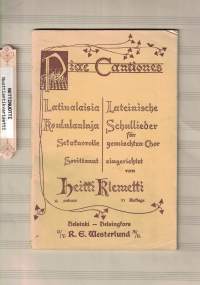 Piae Cantiones
Latinalaisia
Koululauluja
Sekakuorolle
Sovittanut
Lateinische
Schullieder
für
gemischten Chor
eingerichtet
von
Heikki Klemetti
Helsinki — Helsingfors
K. E. Westerlund